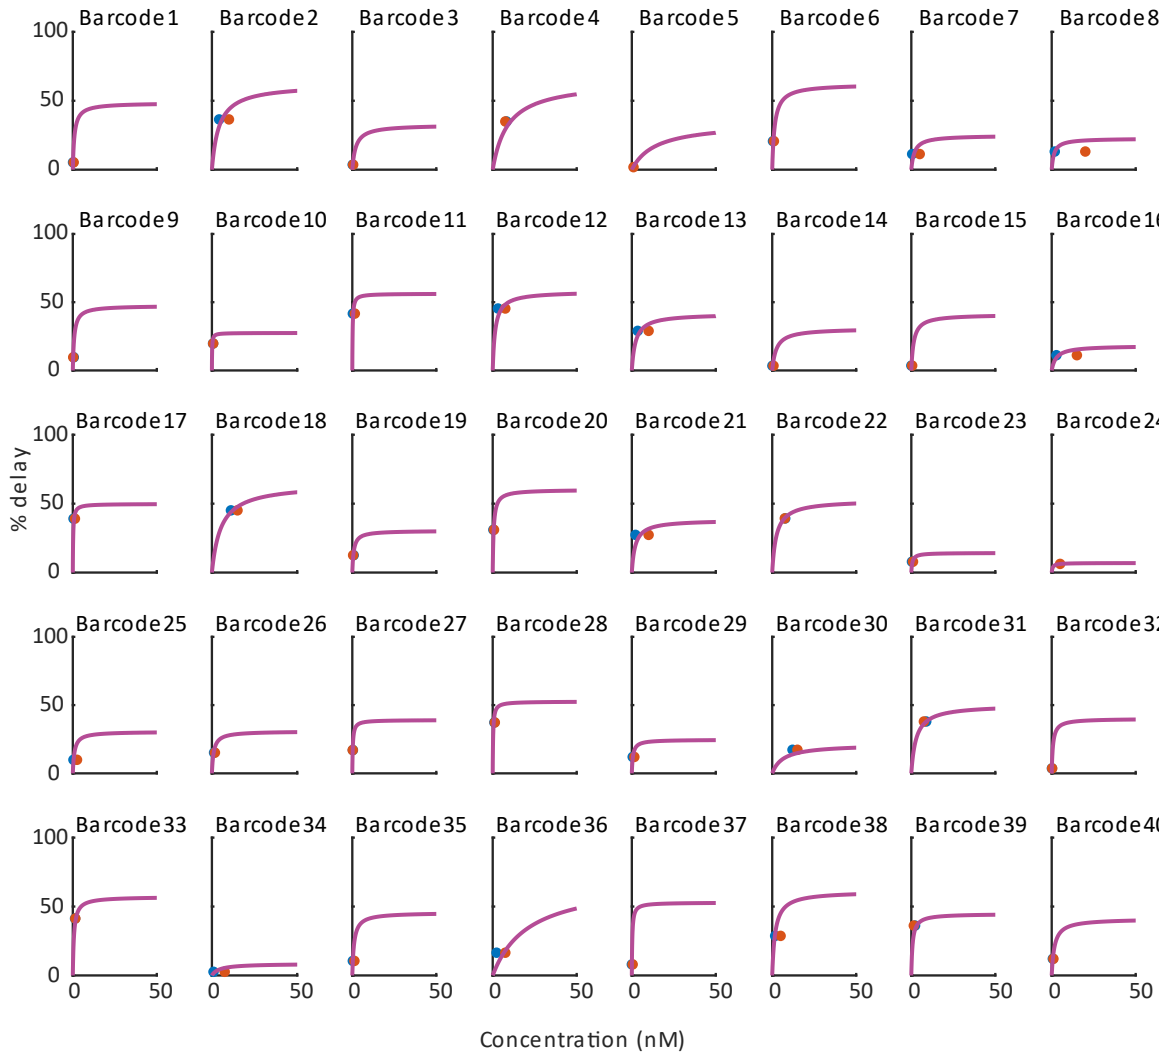 Barcode1 Barcode2 Barcode3 Barcode4 Barcode5 Barcode6 Barcode7 Barcode8
100
50
0
Barcode9 Barcode10 Barcode11 Barcode12 Barcode13 Barcode14 Barcode15 Barcode16
100
50
0
Barcode17 Barcode18 Barcode19 Barcode20 Barcode21 Barcode22 Barcode23 Barcode24
100
50
0
% delay
Barcode25 Barcode26 Barcode27 Barcode28 Barcode29 Barcode30 Barcode31 Barcode32
100
50
0
Barcode33 Barcode34 Barcode35 Barcode36 Barcode37 Barcode38 Barcode39 Barcode40
100
50
0
0 50 0 50 0 50 0 50 0 50 0 50 0 50 0 50
Concentration (nM)